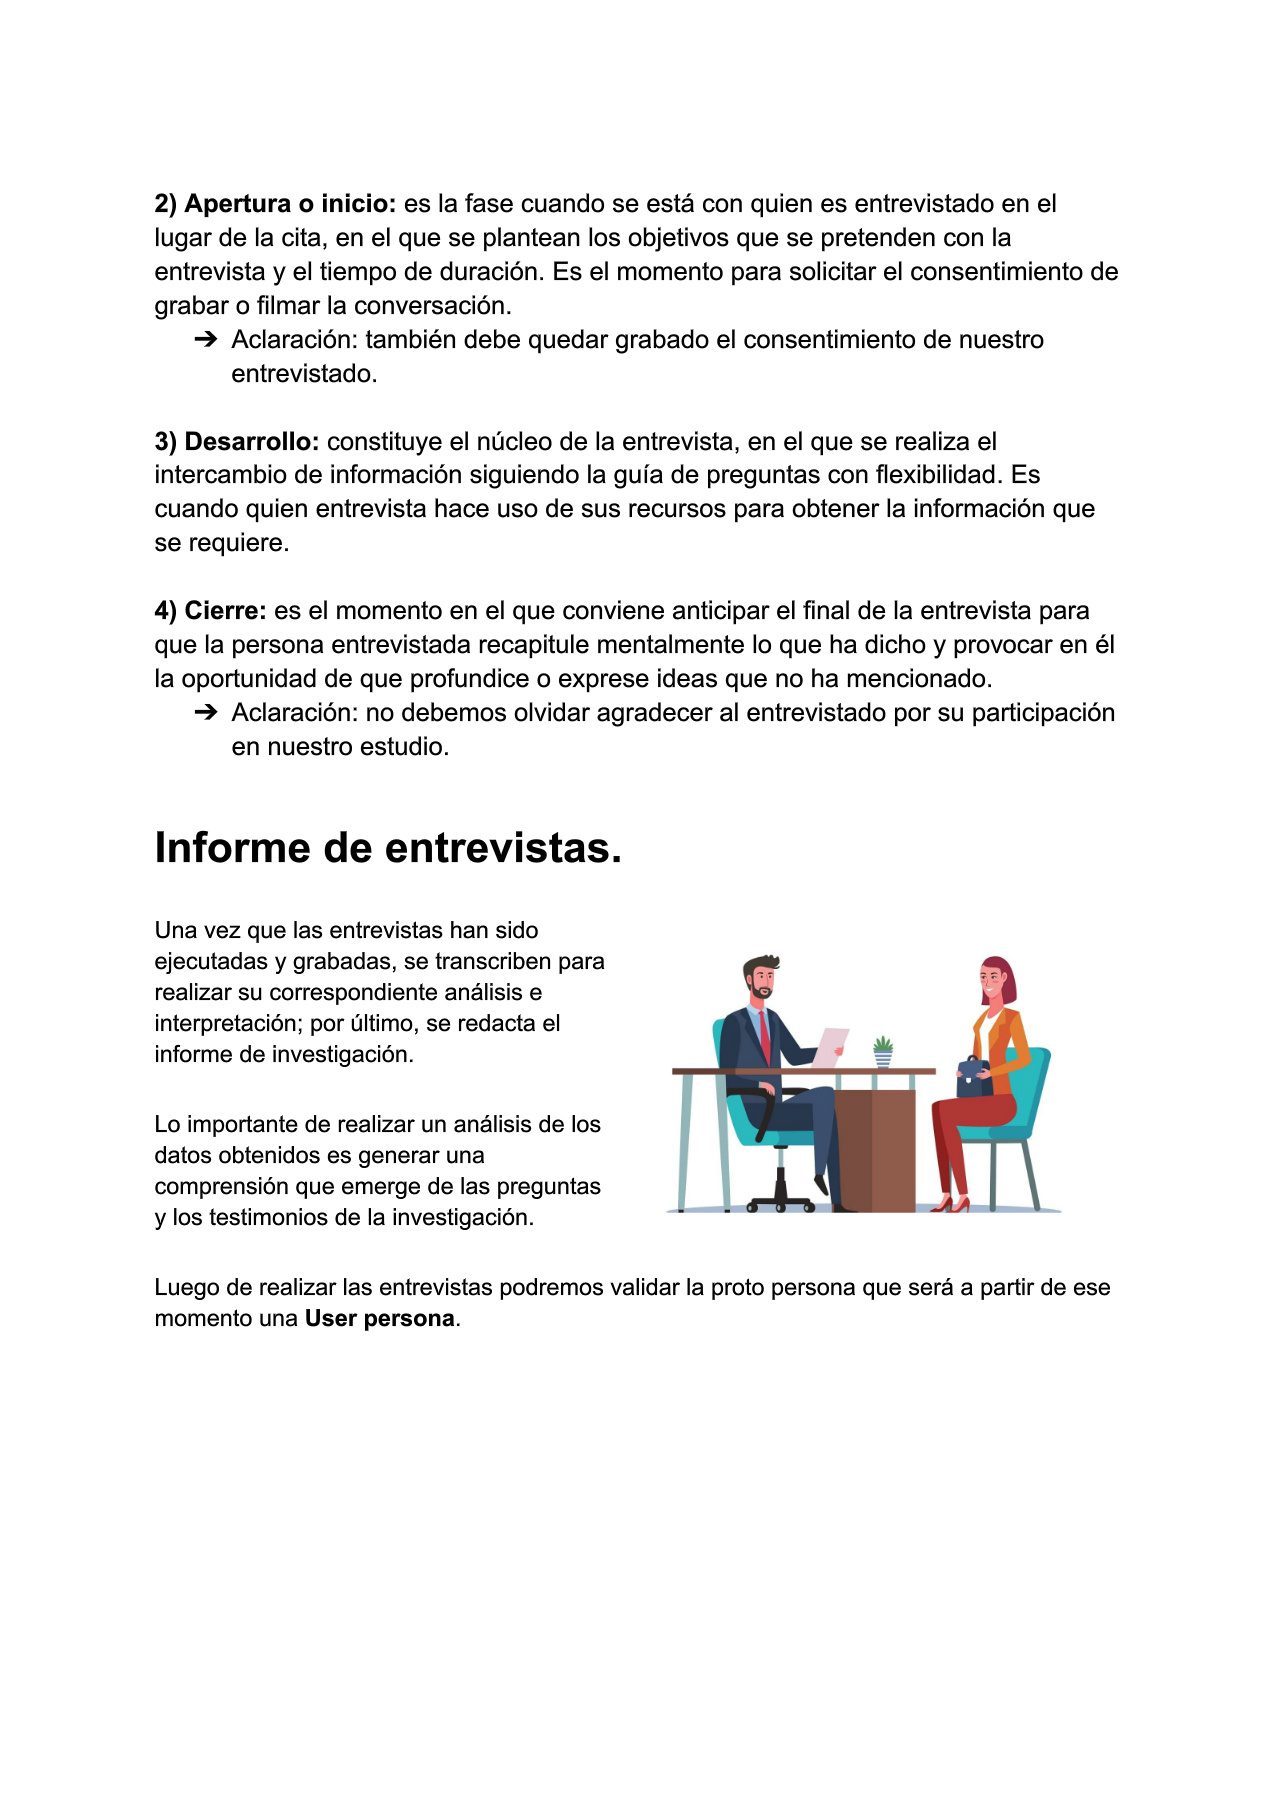 2) Apertura o inicio: es la fase cuando se está con quien es entrevistado en el
lugar de la cita, en el que se plantean los objetivos que se pretenden con la
entrevista y el tiempo de duración. Es el momento para solicitar el consentimiento de
grabar o filmar la conversación.
➔ Aclaración: también debe quedar grabado el consentimiento de nuestro
entrevistado.
3) Desarrollo: constituye el núcleo de la entrevista, en el que se realiza el
intercambio de información siguiendo la guía de preguntas con flexibilidad. Es
cuando quien entrevista hace uso de sus recursos para obtener la información que
se requiere.
4) Cierre: es el momento en el que conviene anticipar el final de la entrevista para
que la persona entrevistada recapitule mentalmente lo que ha dicho y provocar en él
la oportunidad de que profundice o exprese ideas que no ha mencionado.
➔ Aclaración: no debemos olvidar agradecer al entrevistado por su participación
en nuestro estudio.
Informe de entrevistas.
Una vez que las entrevistas han sido
ejecutadas y grabadas, se transcriben para
realizar su correspondiente análisis e
interpretación; por último, se redacta el
informe de investigación.
Lo importante de realizar un análisis de los
datos obtenidos es generar una
comprensión que emerge de las preguntas
y los testimonios de la investigación.
Luego de realizar las entrevistas podremos validar la proto persona que será a partir de ese
momento una User persona.